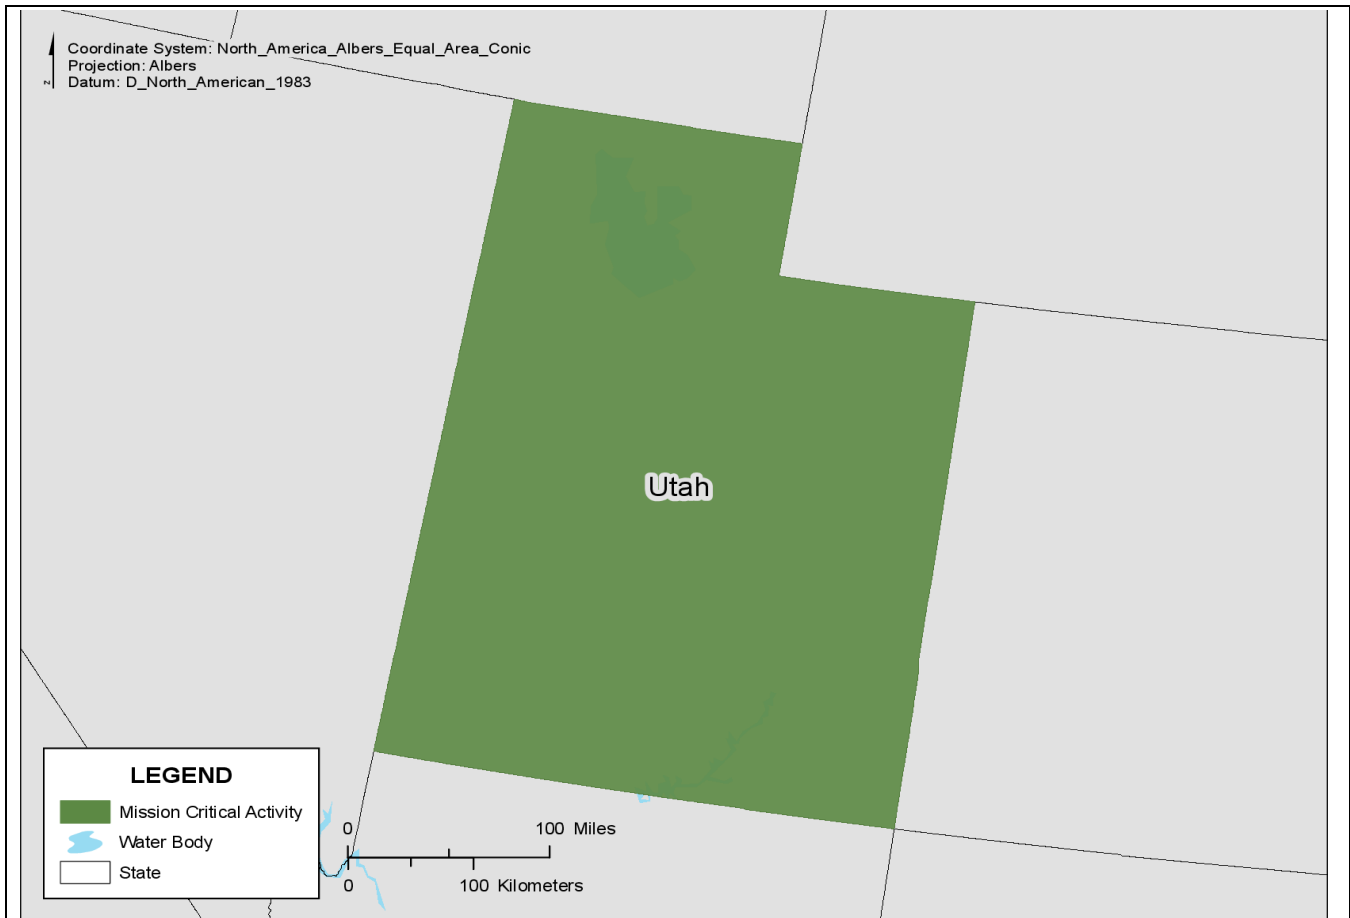 Coordinate System: North_America_Albers_Equal_Area_Conic
Projection: Albers
Datum: D_North_American_1983
z
Utah
LEGEND
Mission Critical Activity
Water Body
State
0 100 Miles
0 100 Kilometers